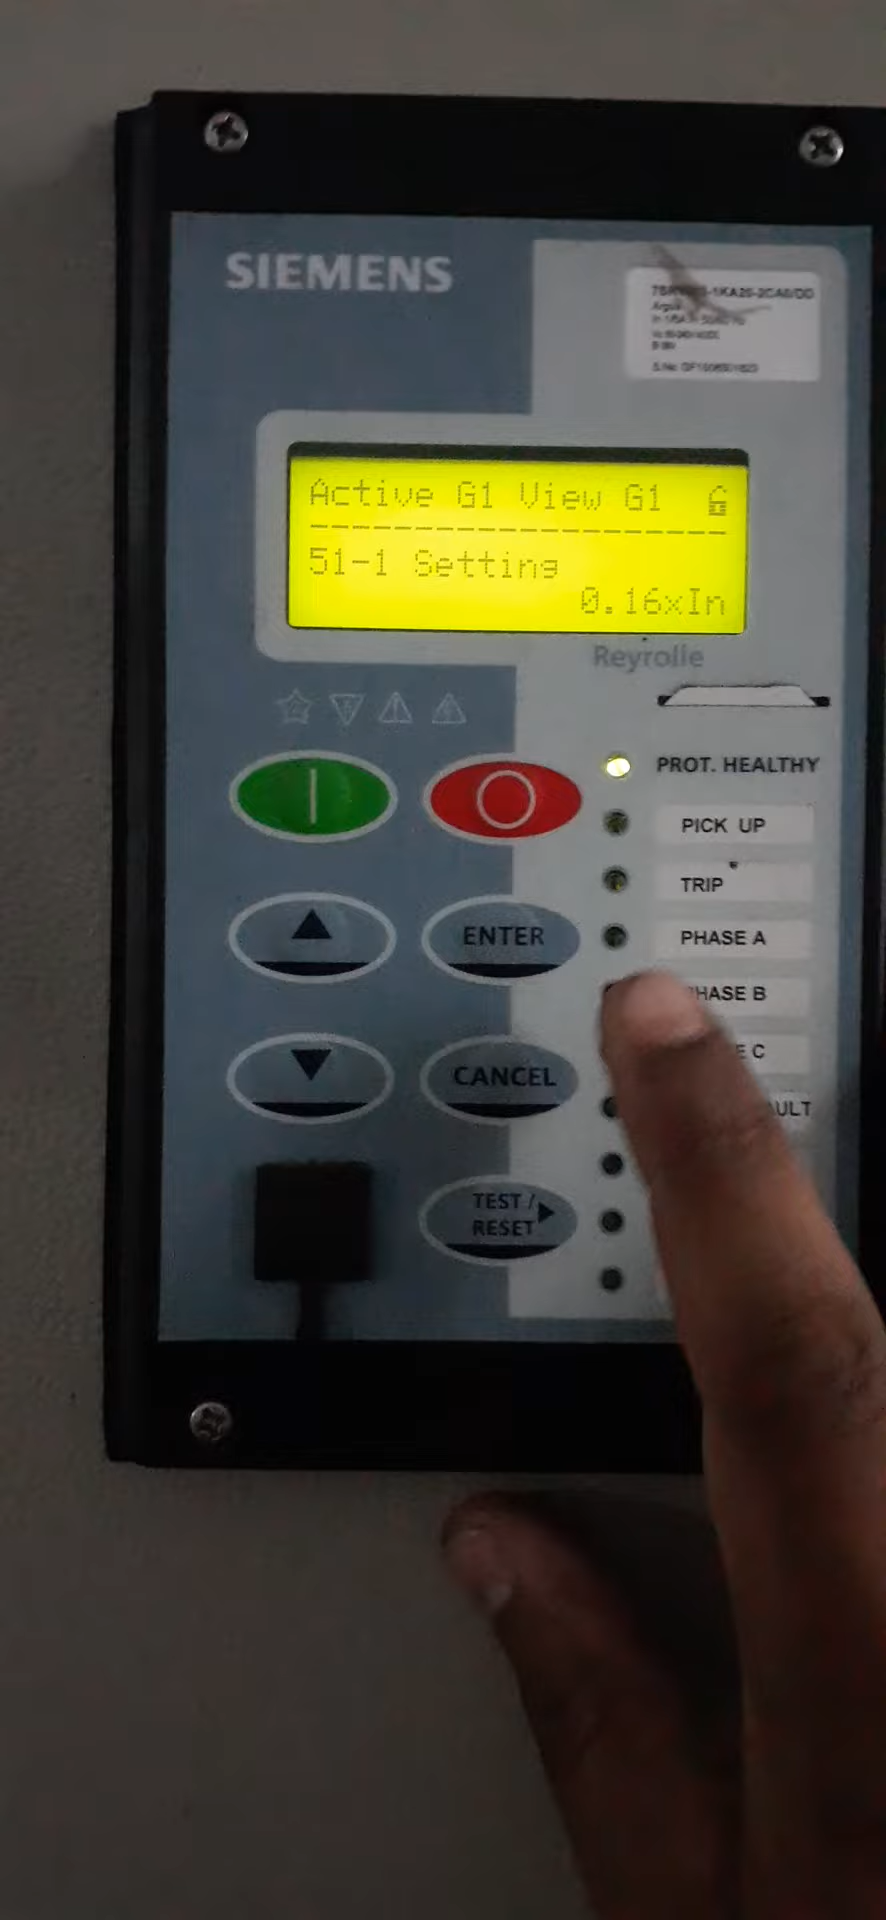 SIEMENS
Active G1 View G1
51-1 Setting
0.16xIn
Reyrolle
PROT. HEALTHY
PICK UP
TRIP
ENTER
PHASE A
PHASE B
C
CANCEL
TEST /
RESET